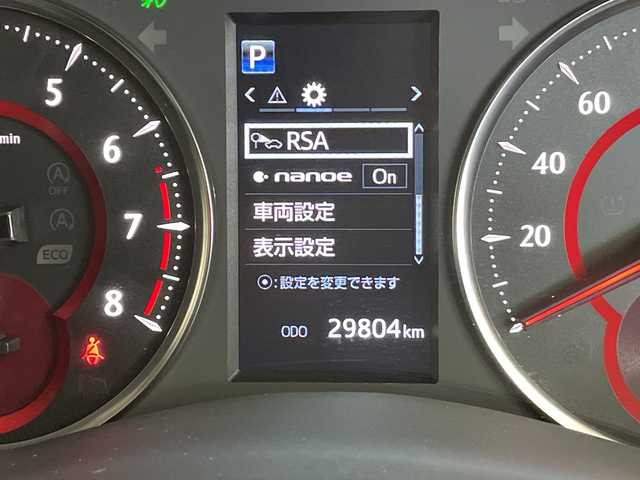 P
RSA
nanoe On
車両設定
表示設定
:設定を変更できます
ODO 29804km
5
6
7
8
min
OFF
ECO
60
40
20